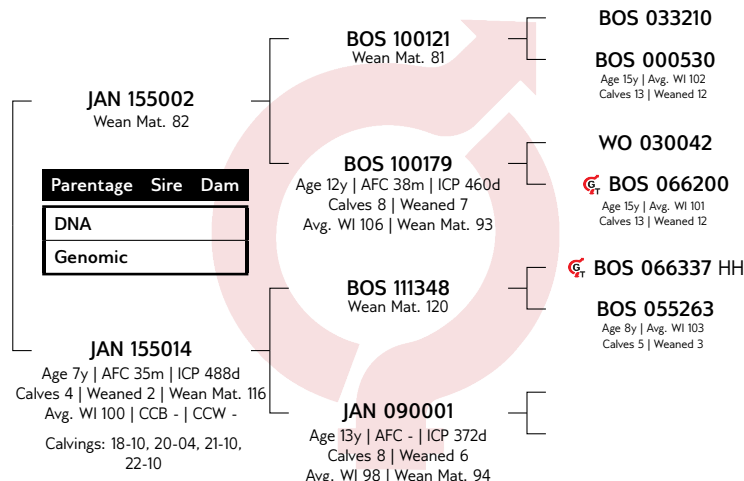 BOS 033210
BOS 100121
Wean Mat. 81
BOS 000530
Age 15y | Avg. WI 102
Calves 13 | Weaned 12
JAN 155002
Wean Mat. 82
WO 030042
BOS 100179
Age 12y | AFC 38m | ICP 460d
Calves 8 | Weaned 7
Avg. WI 106 | Wean Mat. 93
GT BOS 066200
Age 15y | Avg. WI 101
Calves 13 | Weaned 12
Parentage Sire Dam
DNA
Genomic
GT BOS 066337 HH
BOS 111348
Wean Mat. 120
BOS 055263
Age 8y | Avg. WI 103
Calves 5 | Weaned 3
JAN 155014
Age 7y | AFC 35m | ICP 488d
Calves 4 | Weaned 2 | Wean Mat. 116
Avg. WI 100 | CCB - | CCW -
Calvings: 18-10, 20-04, 21-10,
22-10
JAN 090001
Age 13y | AFC - | ICP 372d
Calves 8 | Weaned 6
Avg. WI 98 | Wean Mat. 94